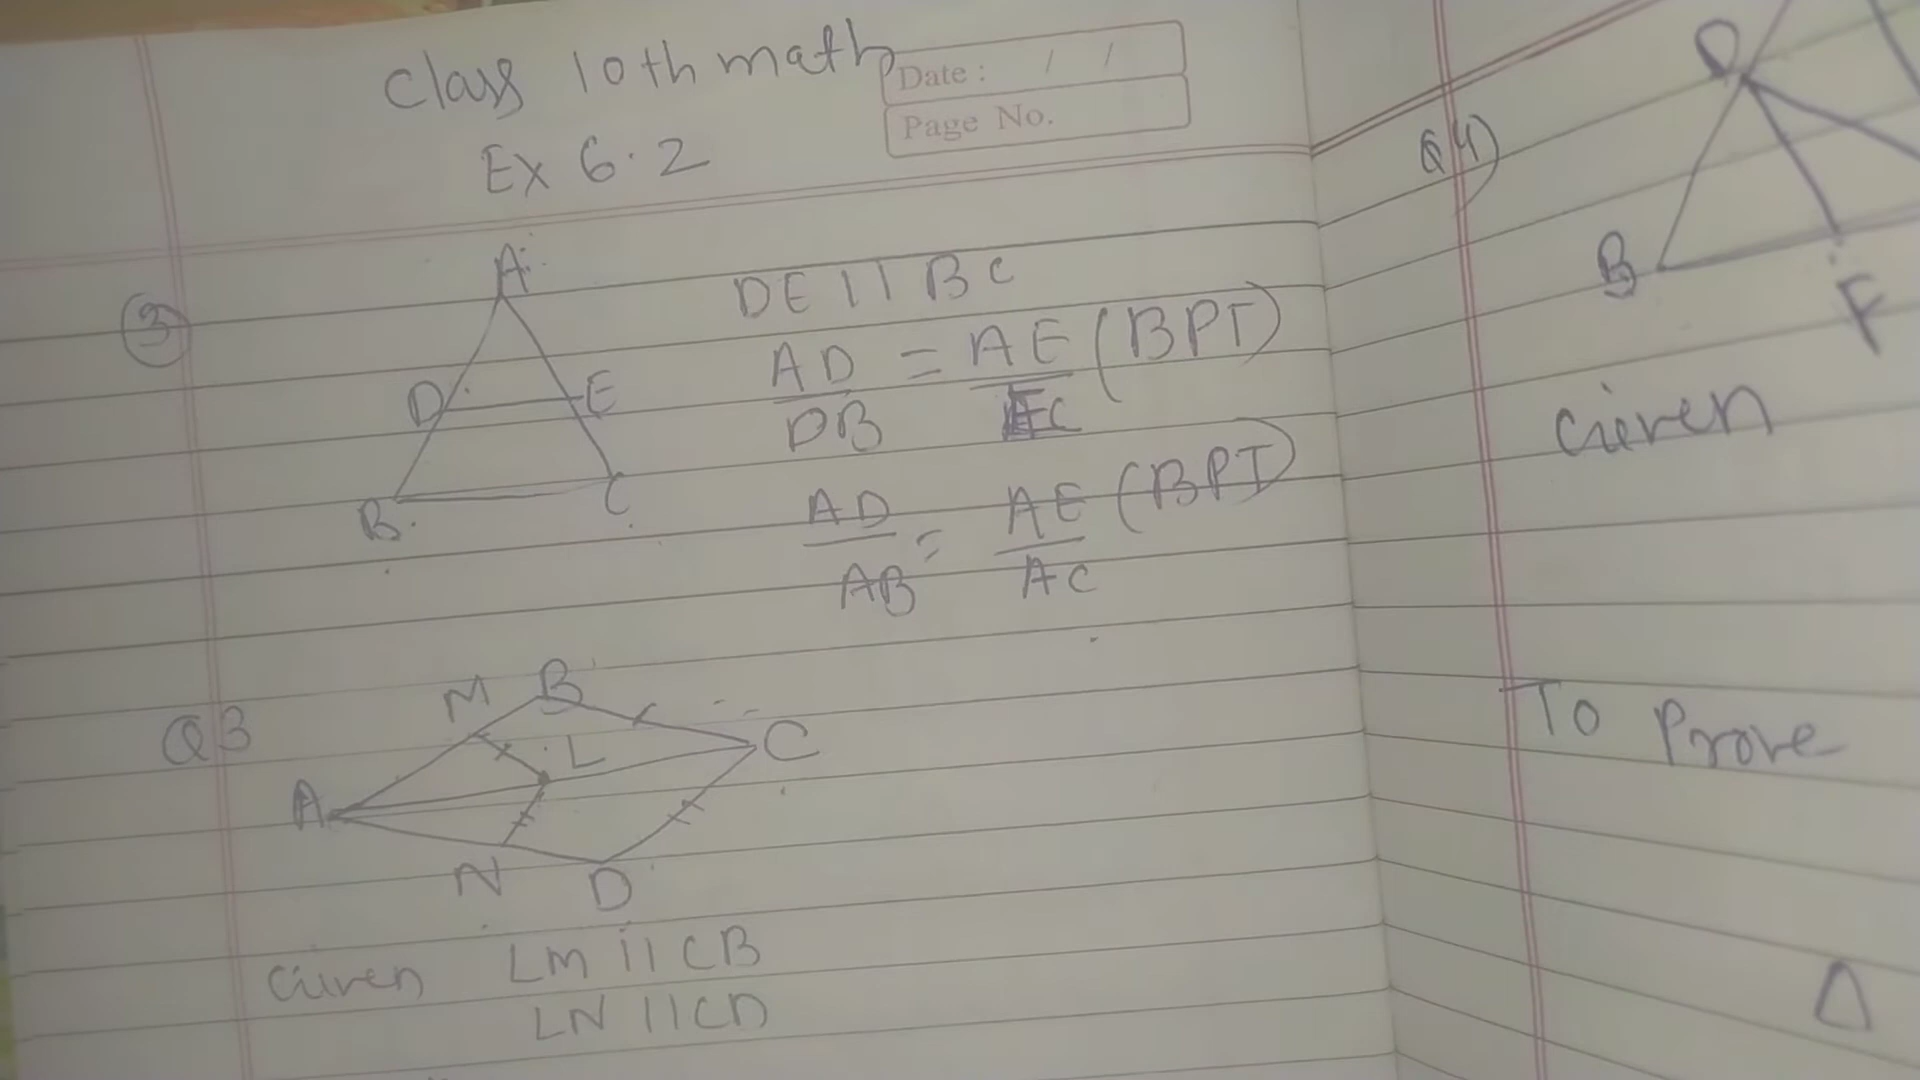 Class 10th math
Date : / /
Page No.
Ex 6.2
3
A
D E
B C
DE || BC
AD = AE (BPT)
DB EC
AD = AE (BPT)
AB AC
Q3
M B
L C
A
N D
Given LM || CB
LN || CD
Q4)
D
B
F
Given
To Prove
Δ